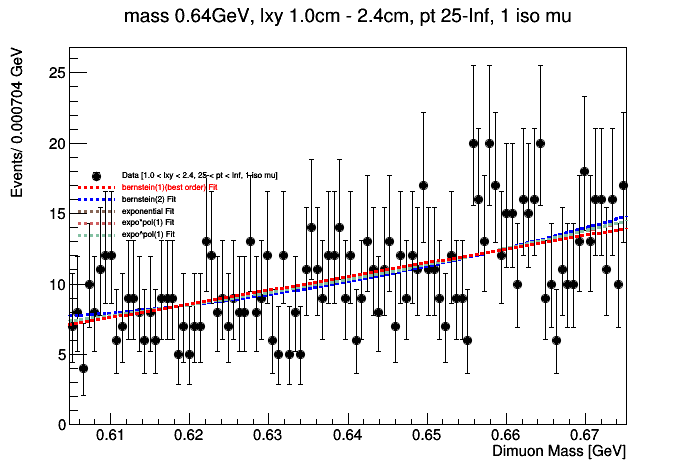 mass 0.64GeV, lxy 1.0cm - 2.4cm, pt 25-Inf, 1 iso mu
Events/ 0.000704 GeV
25
20
15
10
5
0
Data [1.0 < lxy < 2.4, 25 < pt < Inf, 1 iso mu]
bernstein(1)(best order) Fit
bernstein(2) Fit
exponential Fit
expo*pol(1) Fit
expo*pol(1) Fit
0.61 0.62 0.63 0.64 0.65 0.66 0.67
Dimuon Mass [GeV]